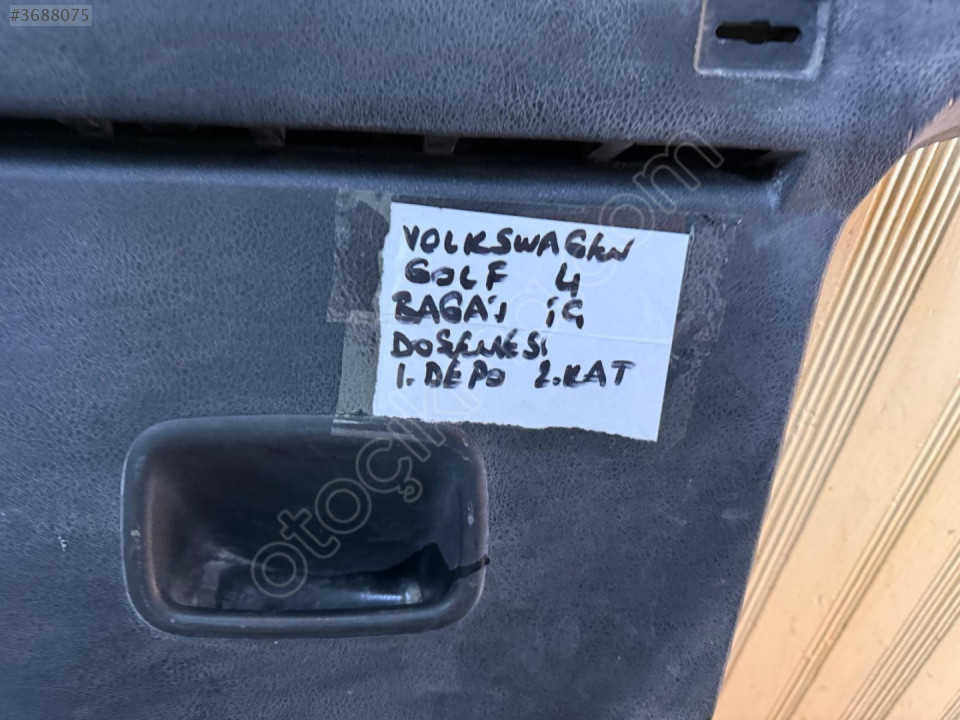 #3688075
VOLKSWAGEN
GOLF 4
BAGAJ İÇ
DÖŞEMESİ
1. DEPO 2. KAT
otoçıkma.com